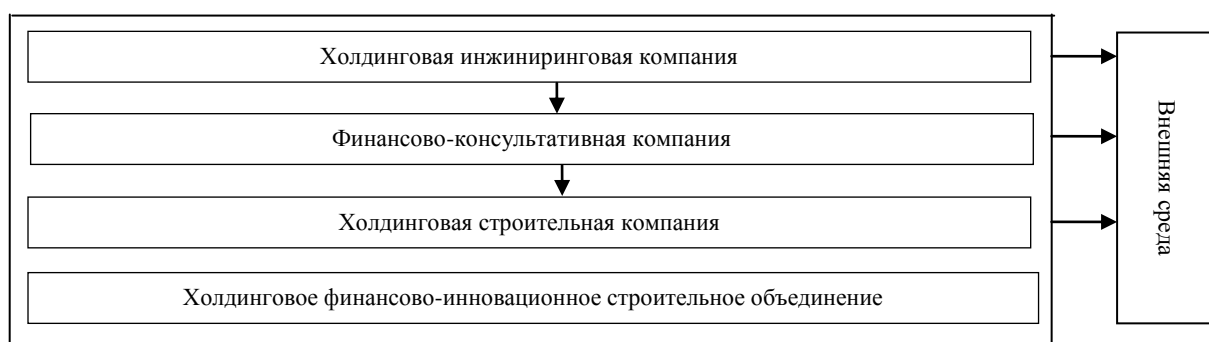 Холдинговая инжиниринговая компания
Финансово-консультативная компания
Холдинговая строительная компания
Холдинговое финансово-инновационное строительное объединение
Внешняя среда